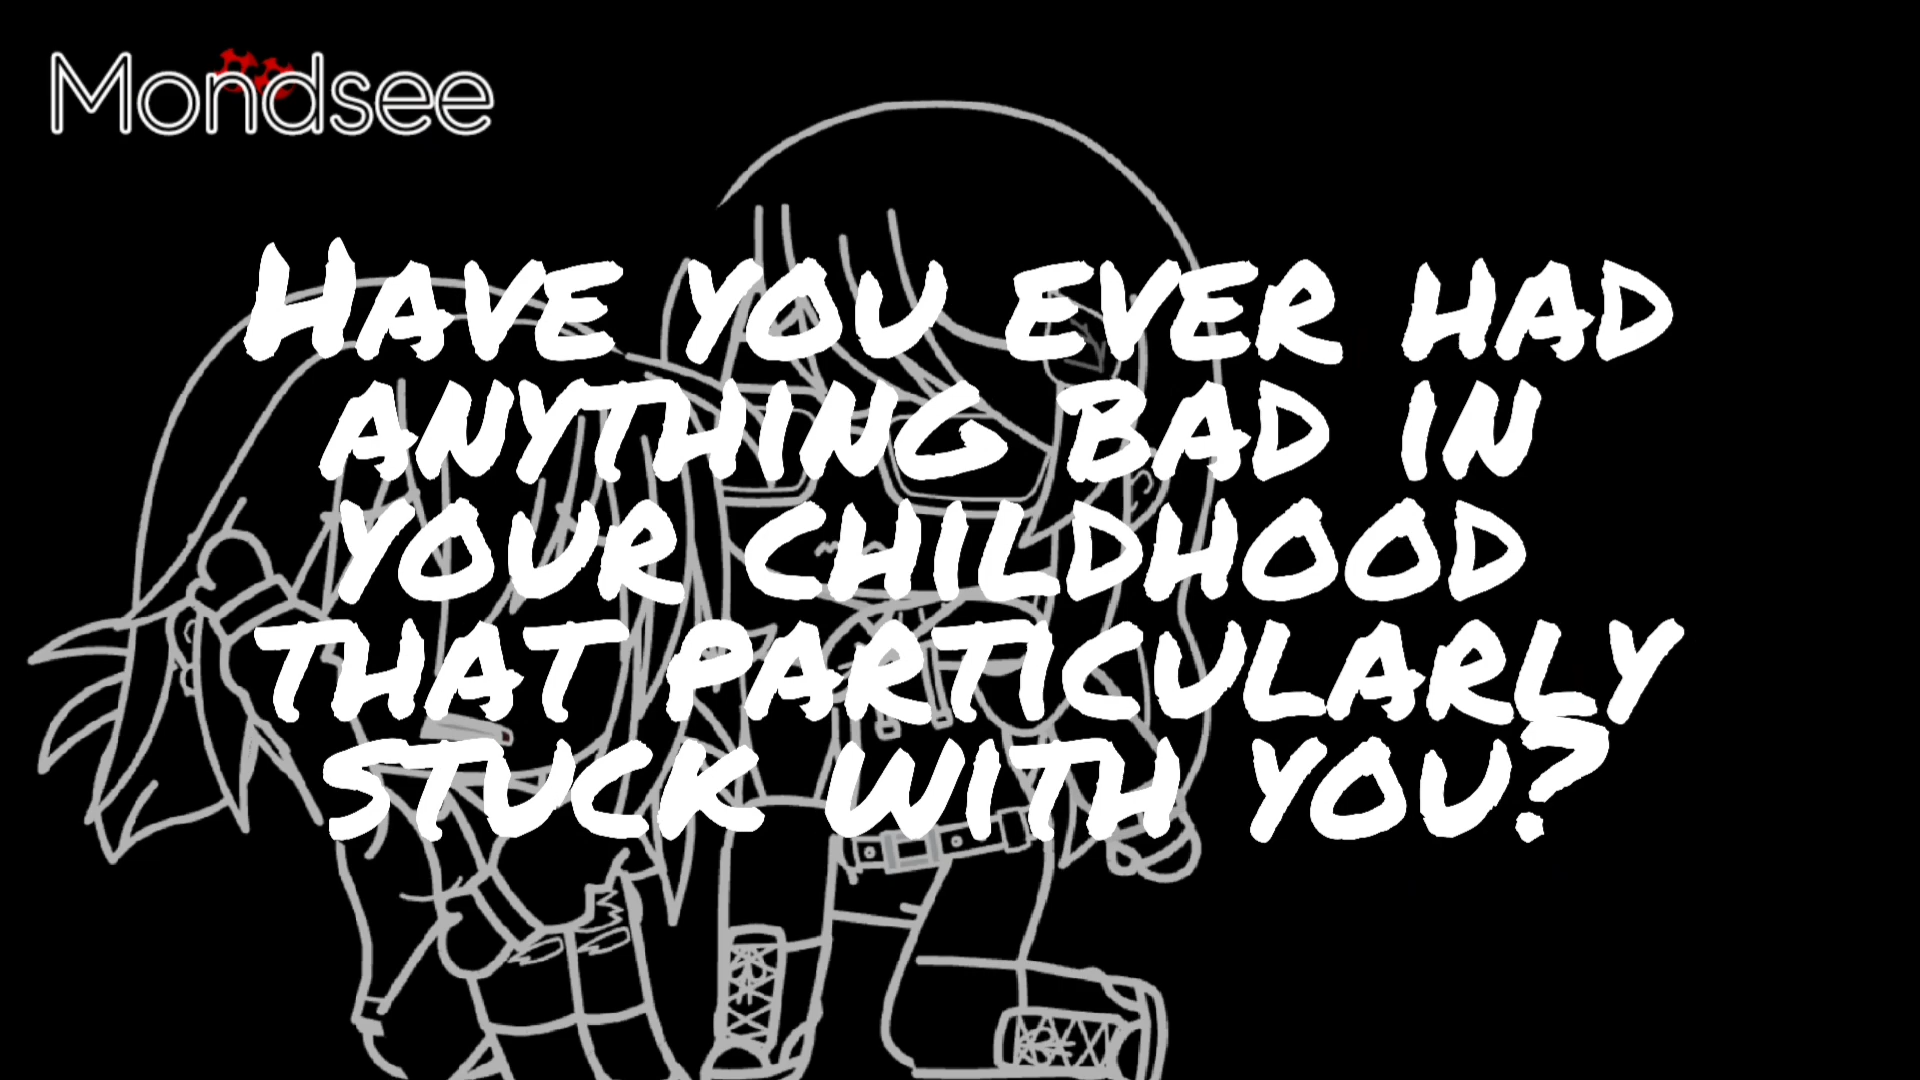 Mondsee
Have you ever had
anything bad in
your childhood
that particularly
stuck with you?